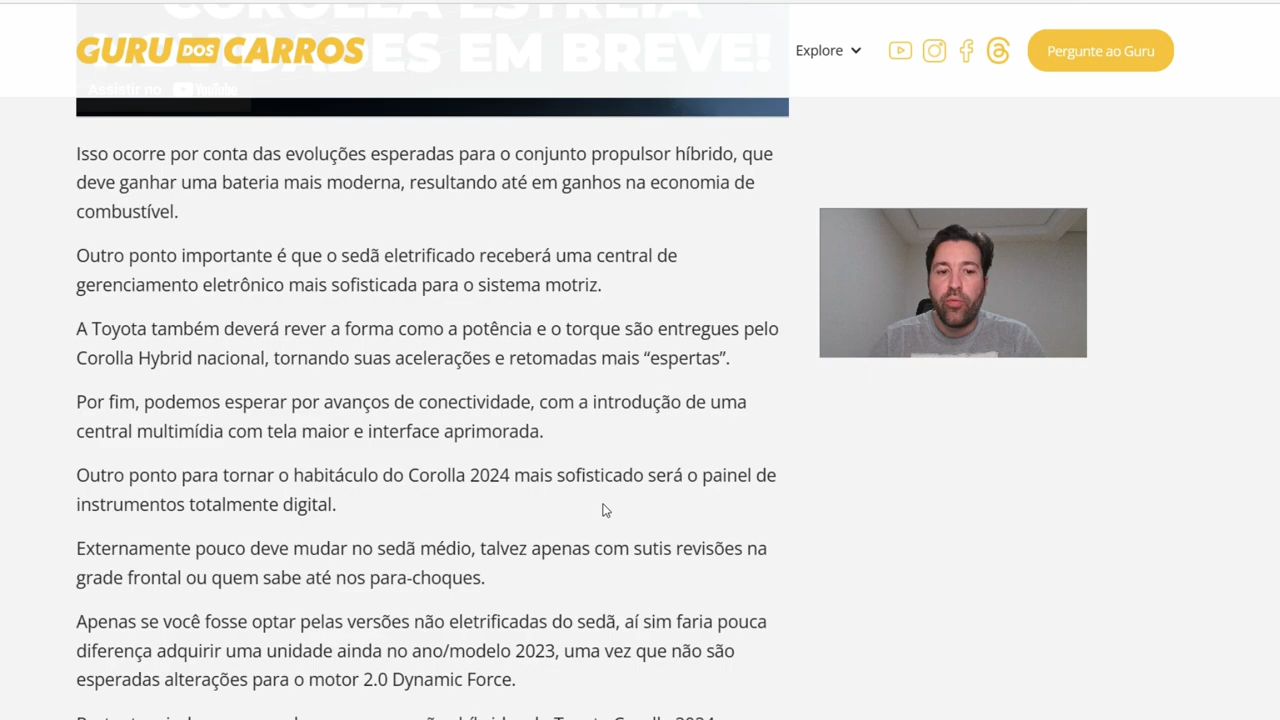 COROLLA ESTREIA
GURU DOS CARROS
DADES EM BREVE!
Explore
Pergunte ao Guru
Assistir no YouTube
Isso ocorre por conta das evoluções esperadas para o conjunto propulsor híbrido, que
deve ganhar uma bateria mais moderna, resultando até em ganhos na economia de
combustível.
Outro ponto importante é que o sedã eletrificado receberá uma central de
gerenciamento eletrônico mais sofisticada para o sistema motriz.
A Toyota também deverá rever a forma como a potência e o torque são entregues pelo
Corolla Hybrid nacional, tornando suas acelerações e retomadas mais “espertas”.
Por fim, podemos esperar por avanços de conectividade, com a introdução de uma
central multimídia com tela maior e interface aprimorada.
Outro ponto para tornar o habitáculo do Corolla 2024 mais sofisticado será o painel de
instrumentos totalmente digital.
Externamente pouco deve mudar no sedã médio, talvez apenas com sutis revisões na
grade frontal ou quem sabe até nos para-choques.
Apenas se você fosse optar pelas versões não eletrificadas do sedã, aí sim faria pouca
diferença adquirir uma unidade ainda no ano/modelo 2023, uma vez que não são
esperadas alterações para o motor 2.0 Dynamic Force.